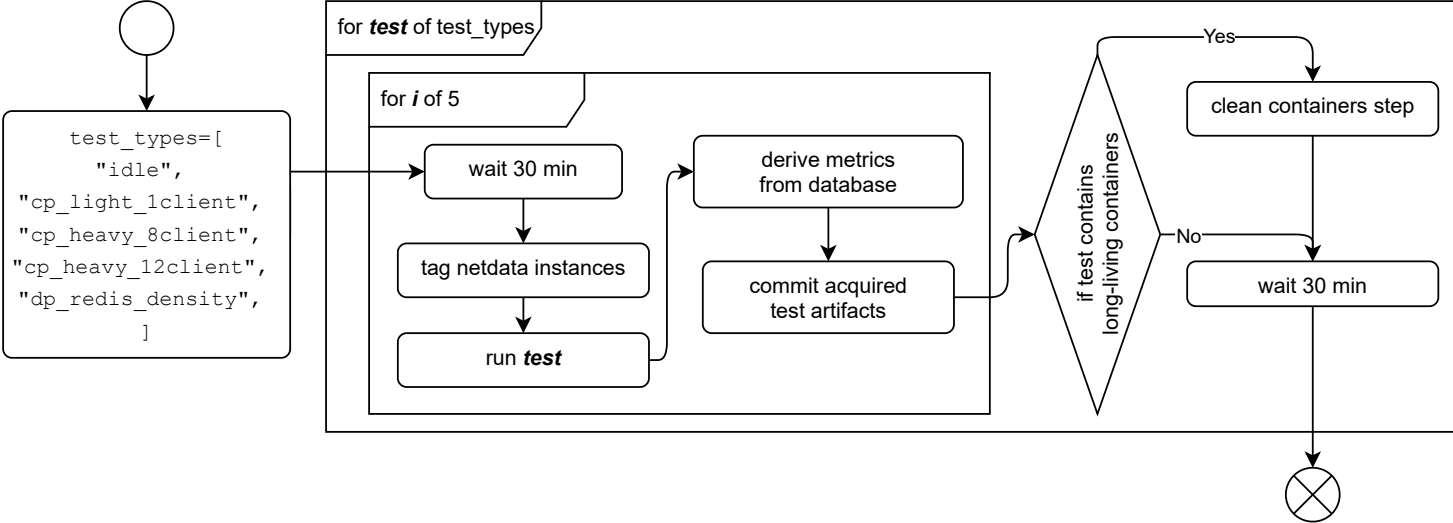 for test of test_types
for i of 5
test_types=[
"idle",
"cp_light_1client",
"cp_heavy_8client",
"cp_heavy_12client",
"dp_redis_density",
]
wait 30 min
tag netdata instances
run test
derive metrics
from database
commit acquired
test artifacts
if test contains
long-living containers
Yes
clean containers step
No
wait 30 min